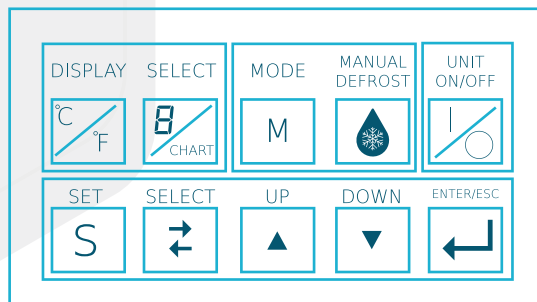 DISPLAY SELECT MODE MANUAL DEFROST UNIT ON/OFF
°C °F 8 CHART M I
SET SELECT UP DOWN ENTER/ESC
S